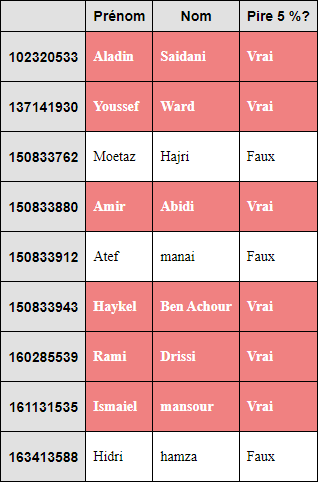 Prénom Nom Pire 5 %?
102320533 Aladin Saidani Vrai
137141930 Youssef Ward Vrai
150833762 Moetaz Hajri Faux
150833880 Amir Abidi Vrai
150833912 Atef manai Faux
150833943 Haykel Ben Achour Vrai
160285539 Rami Drissi Vrai
161131535 Ismaiel mansour Vrai
163413588 Hidri hamza Faux